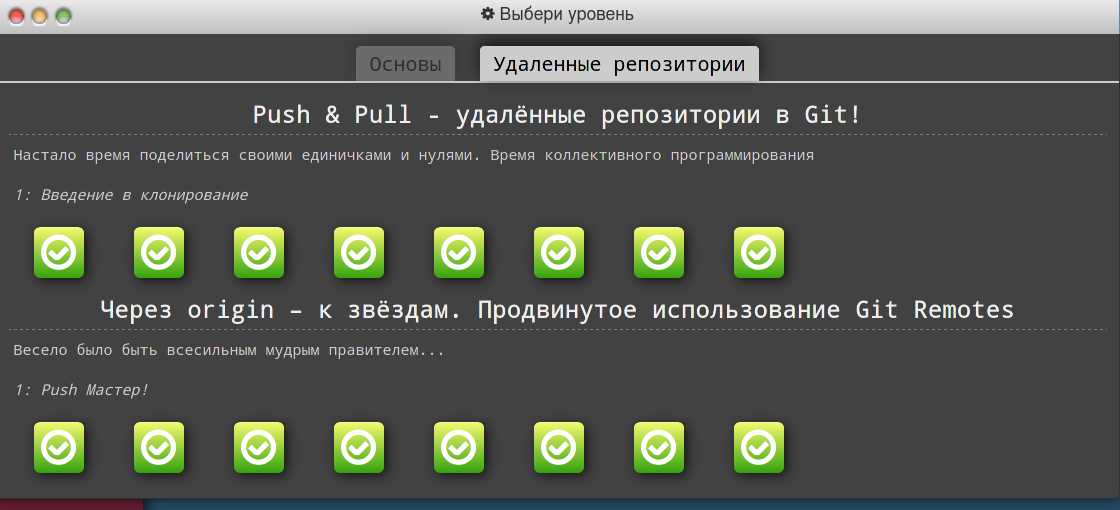 Выбери уровень
Основы
Удаленные репозитории
Push & Pull - удалённые репозитории в Git!
Настало время поделиться своими единичками и нулями. Время коллективного программирования
1: Введение в клонирование
Через origin – к звёздам. Продвинутое использование Git Remotes
Весело было быть всесильным мудрым правителем...
1: Push Мастер!